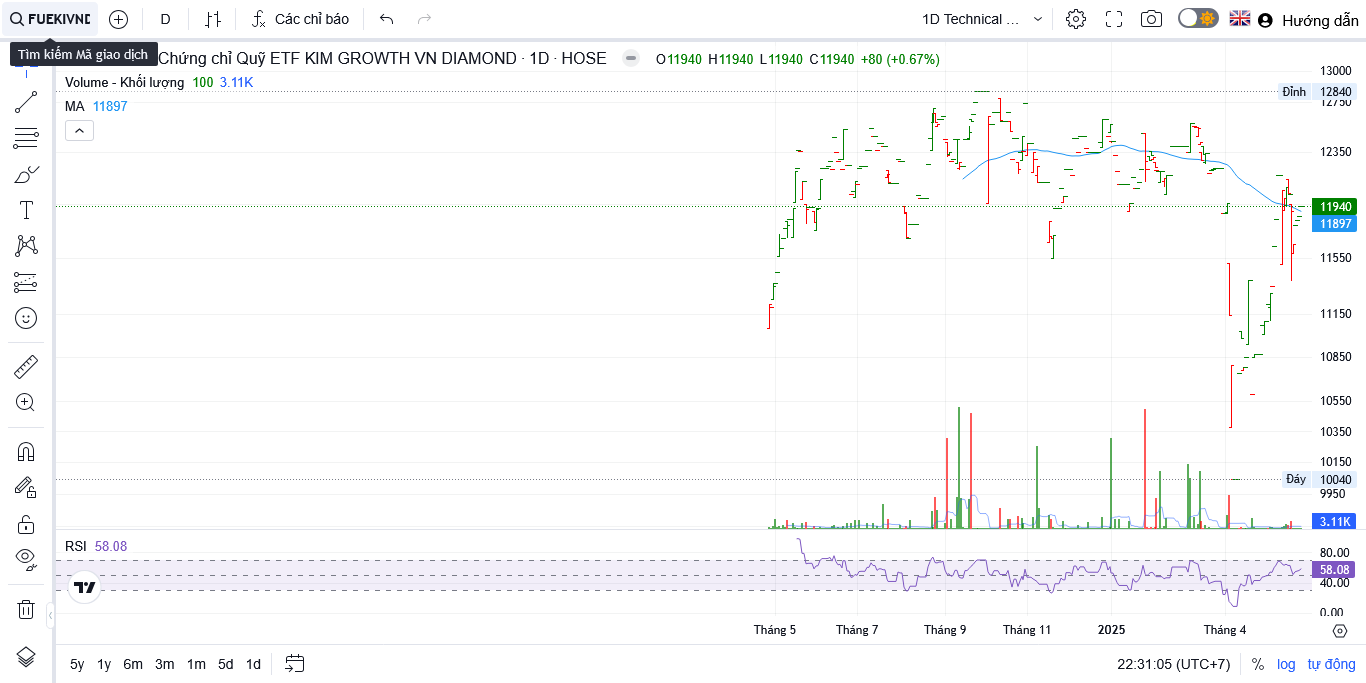 FUEKIVND
D
Các chỉ báo
1D Technical ...
Hướng dẫn
Tìm kiếm Mã giao dịch
Chứng chỉ Quỹ ETF KIM GROWTH VN DIAMOND · 1D · HOSE
O11940 H11940 L11940 C11940 +80 (+0.67%)
Volume - Khối lượng 100 3.11K
MA 11897
13000
Đỉnh 12840
12750
12350
11940
11897
11550
11150
10850
10550
10350
10150
Đáy 10040
9950
3.11K
RSI 58.08
80.00
58.08
40.00
0.00
Tháng 5 Tháng 7 Tháng 9 Tháng 11 2025 Tháng 4
5y 1y 6m 3m 1m 5d 1d
22:31:05 (UTC+7) % log tự động